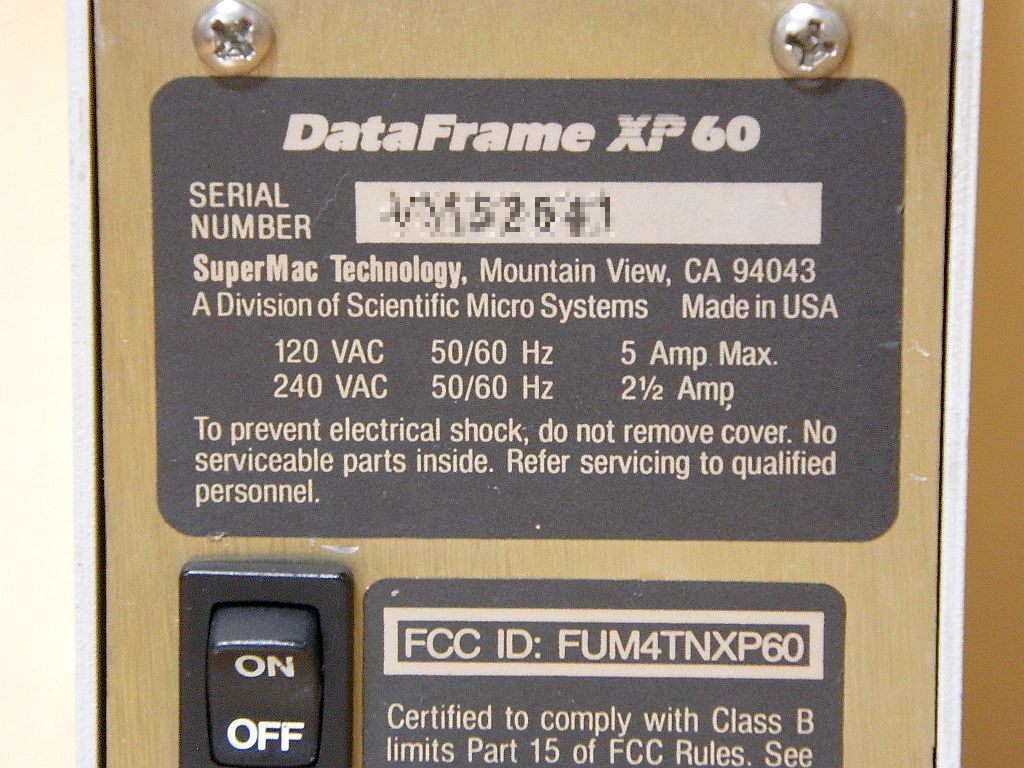 DataFrame XP 60
SERIAL
NUMBER
SuperMac Technology, Mountain View, CA 94043
A Division of Scientific Micro Systems Made in USA
120 VAC 50/60 Hz 5 Amp Max.
240 VAC 50/60 Hz 2½ Amp
To prevent electrical shock, do not remove cover. No
serviceable parts inside. Refer servicing to qualified
personnel.
ON
OFF
FCC ID: FUM4TNXP60
Certified to comply with Class B
limits Part 15 of FCC Rules. See